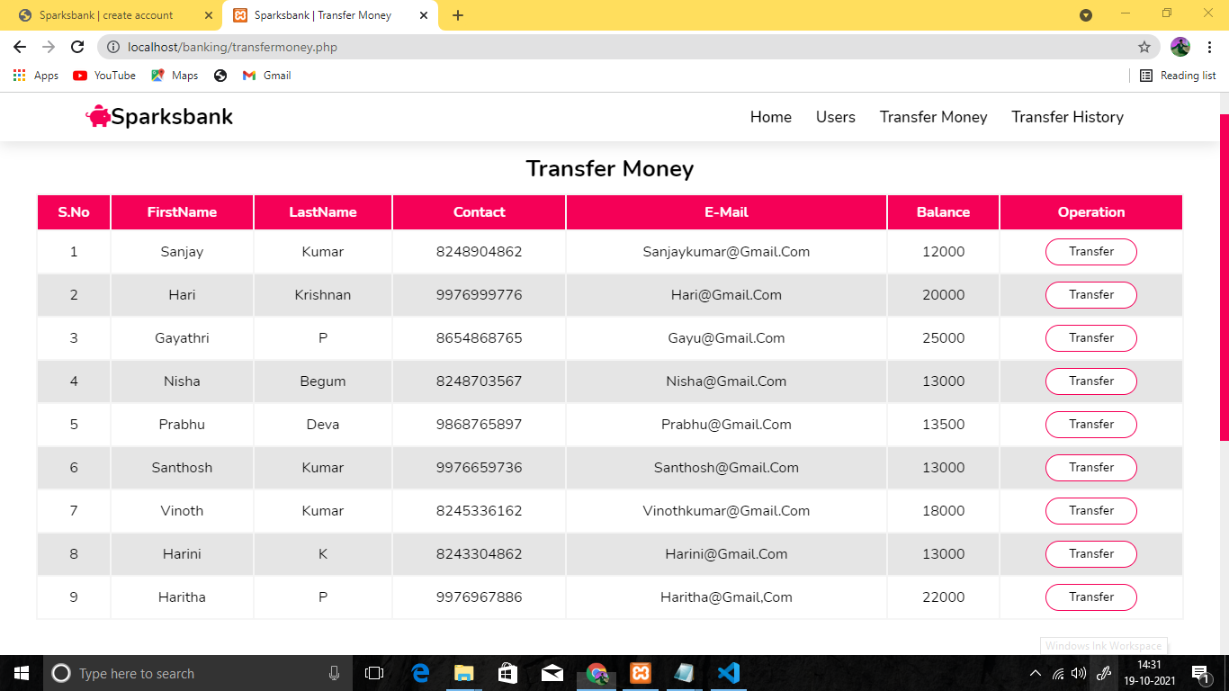 Sparksbank | create account
Sparksbank | Transfer Money
localhost/banking/transfermoney.php
Apps YouTube Maps Gmail Reading list
Sparksbank Home Users Transfer Money Transfer History
Transfer Money
S.No FirstName LastName Contact E-Mail Balance Operation
1 Sanjay Kumar 8248904862 Sanjaykumar@Gmail.Com 12000 Transfer
2 Hari Krishnan 9976999776 Hari@Gmail.Com 20000 Transfer
3 Gayathri P 8654868765 Gayu@Gmail.Com 25000 Transfer
4 Nisha Begum 8248703567 Nisha@Gmail.Com 13000 Transfer
5 Prabhu Deva 9868765897 Prabhu@Gmail.Com 13500 Transfer
6 Santhosh Kumar 9976659736 Santhosh@Gmail.Com 13000 Transfer
7 Vinoth Kumar 8245336162 Vinothkumar@Gmail.Com 18000 Transfer
8 Harini K 8243304862 Harini@Gmail.Com 13000 Transfer
9 Haritha P 9976967886 Haritha@Gmail,Com 22000 Transfer
Windows Ink Workspace
Type here to search
14:31
19-10-2021
1